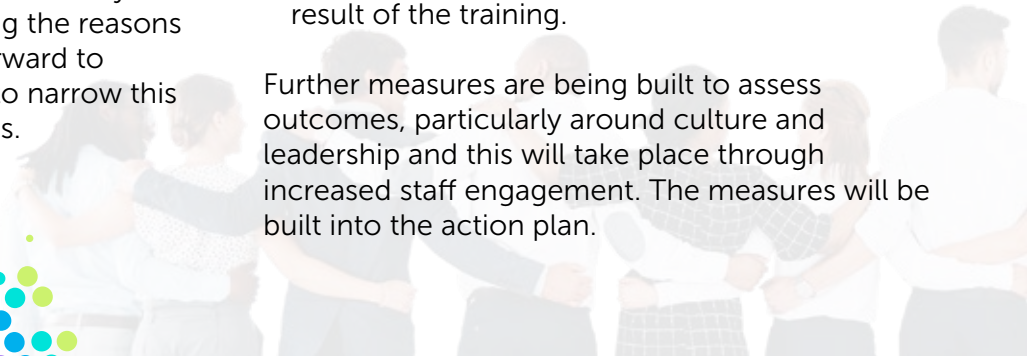 g the reasons
ward to
o narrow this
s.
result of the training.
Further measures are being built to assess
outcomes, particularly around culture and
leadership and this will take place through
increased staff engagement. The measures will be
built into the action plan.